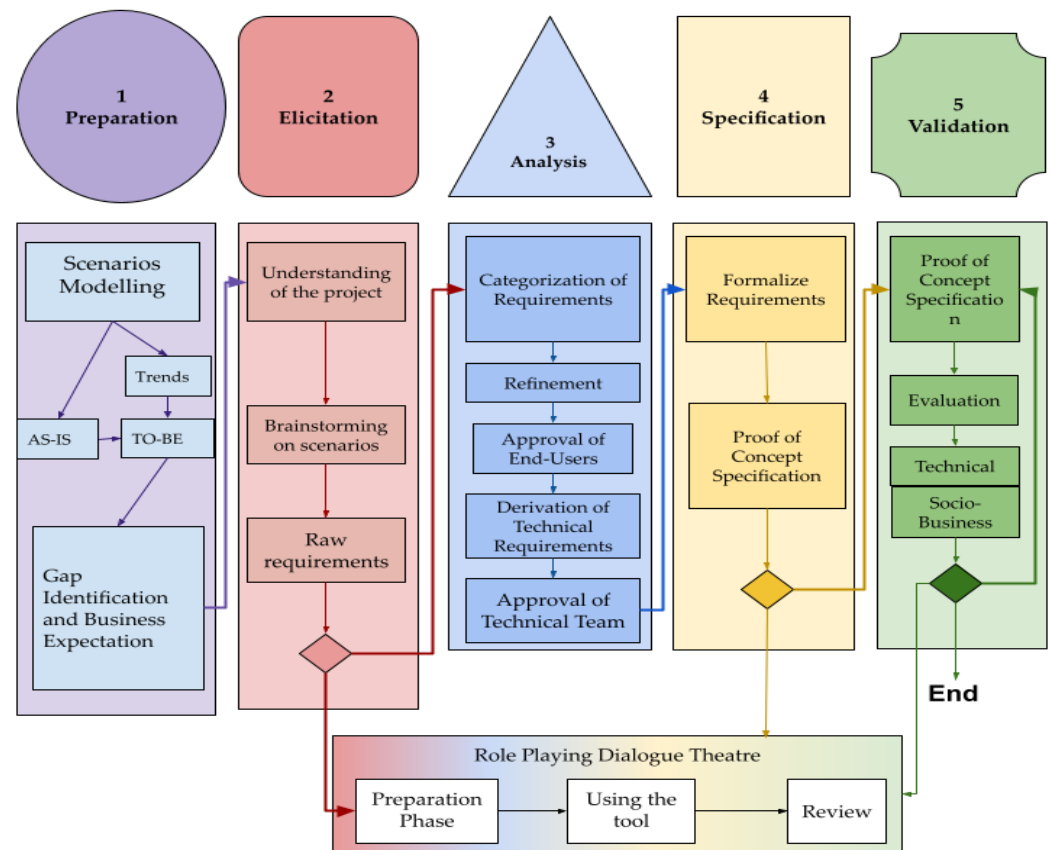 1
Preparation
2
Elicitation
3
Analysis
4
Specification
5
Validation
Scenarios
Modelling
Trends
AS-IS
TO-BE
Gap
Identification
and Business
Expectation
Understanding
of the project
Brainstorming
on scenarios
Raw
requirements
Categorization of
Requirements
Refinement
Approval of
End-Users
Derivation of
Technical
Requirements
Approval of
Technical Team
Formalize
Requirements
Proof of
Concept
Specification
Proof of
Concept
Specificatio
n
Evaluation
Technical
Socio-
Business
End
Role Playing Dialogue Theatre
Preparation
Phase
Using the
tool
Review